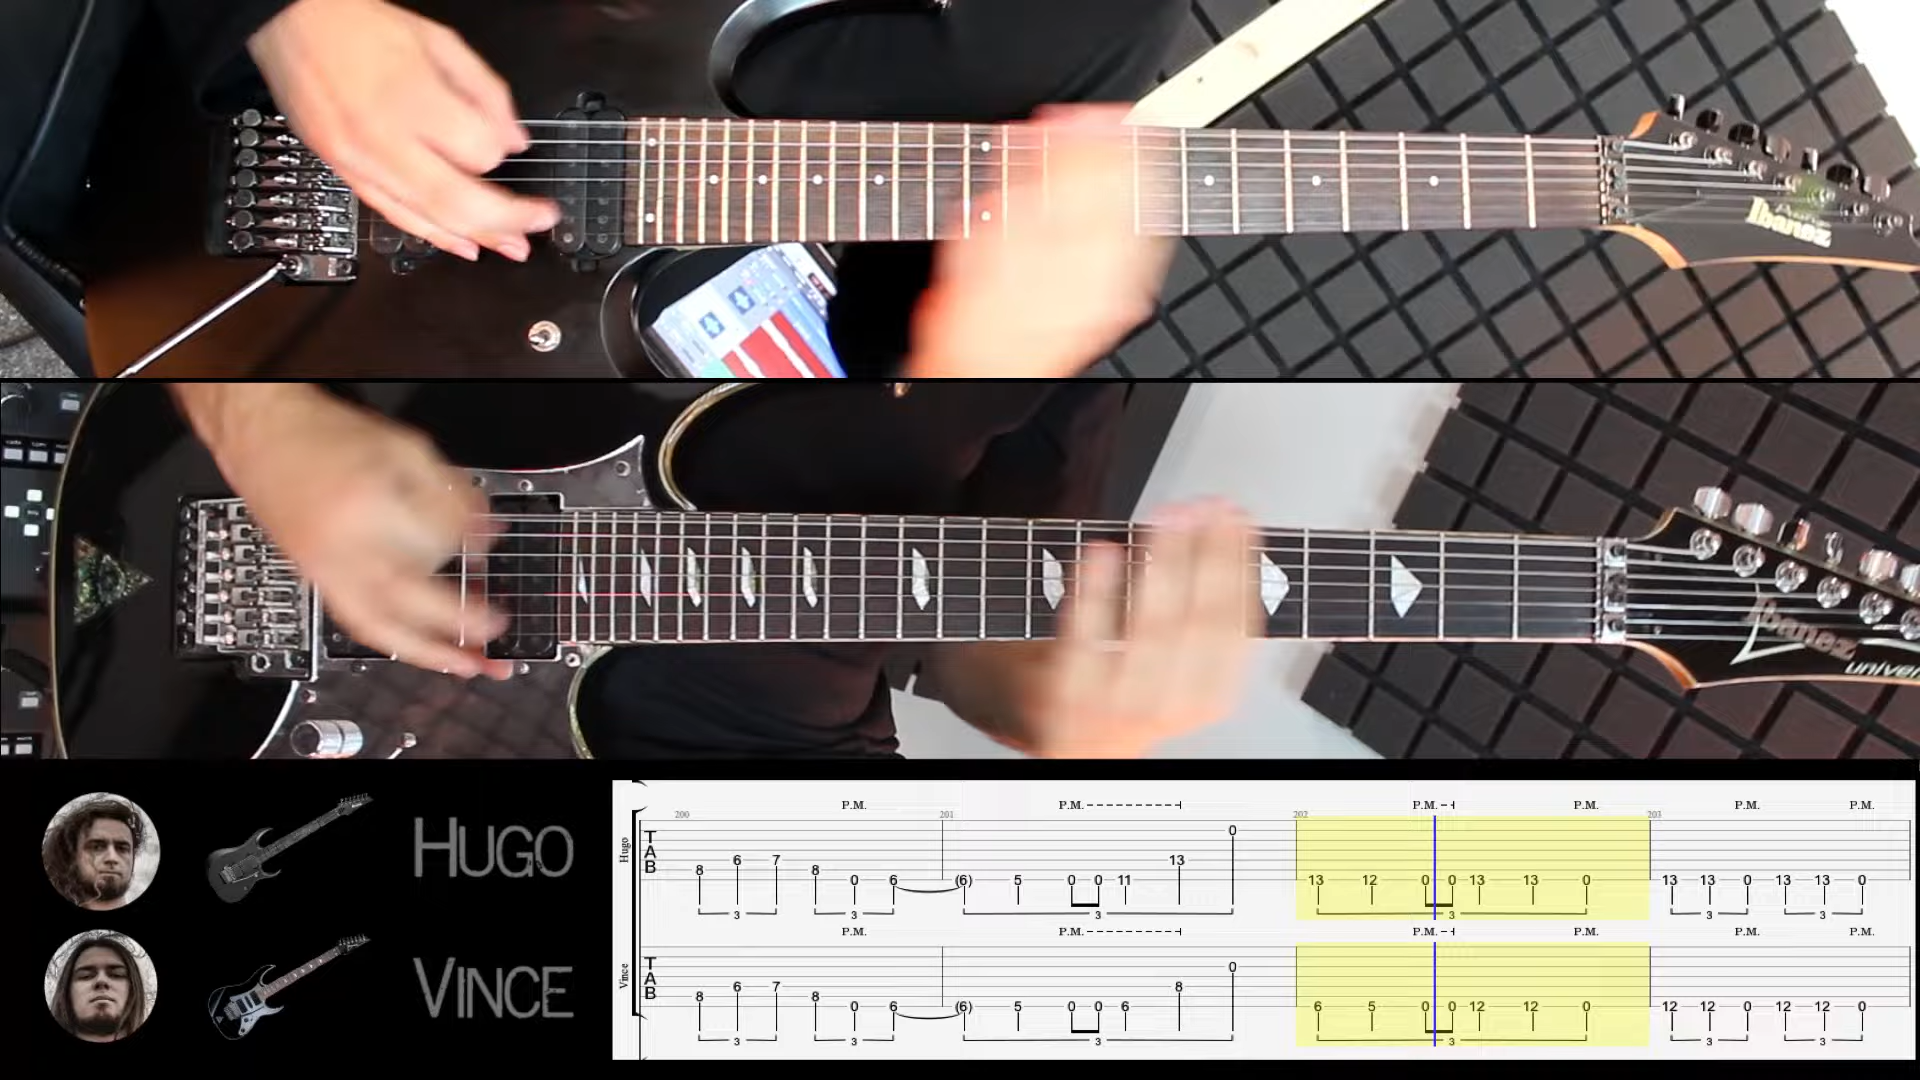 Ibanez
Ibanez
univer
HUGO
VINCE
P.M. P.M. P.M. P.M. P.M. P.M.
200 201 202 203
Hugo
T
A
B
8 6 7 8 0 6 (6) 5 0 0 11 13 0 13 12 0 0 13 13 0 13 13 0 13 13 0
3 3 3 3 3 3
P.M. P.M. P.M. P.M. P.M. P.M.
Vince
T
A
B
8 6 7 8 0 6 (6) 5 0 0 6 8 0 6 5 0 0 12 12 0 12 12 0 12 12 0
3 3 3 3 3 3